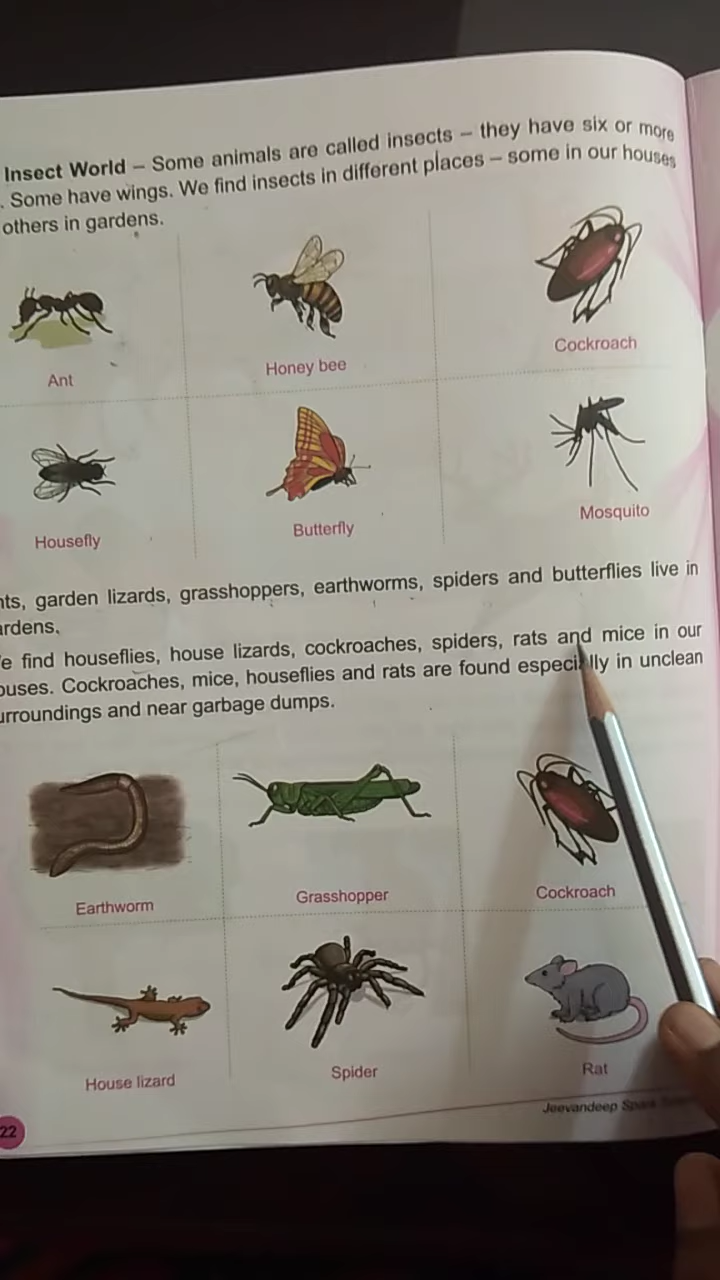 Insect World – Some animals are called insects – they have six or more
. Some have wings. We find insects in different places – some in our houses
others in gardens.
Ant
Honey bee
Cockroach
Housefly
Butterfly
Mosquito
nts, garden lizards, grasshoppers, earthworms, spiders and butterflies live in
ardens.
e find houseflies, house lizards, cockroaches, spiders, rats and mice in our
ouses. Cockroaches, mice, houseflies and rats are found especially in unclean
urroundings and near garbage dumps.
Earthworm
Grasshopper
Cockroach
House lizard
Spider
Rat
22
Jeevandeep